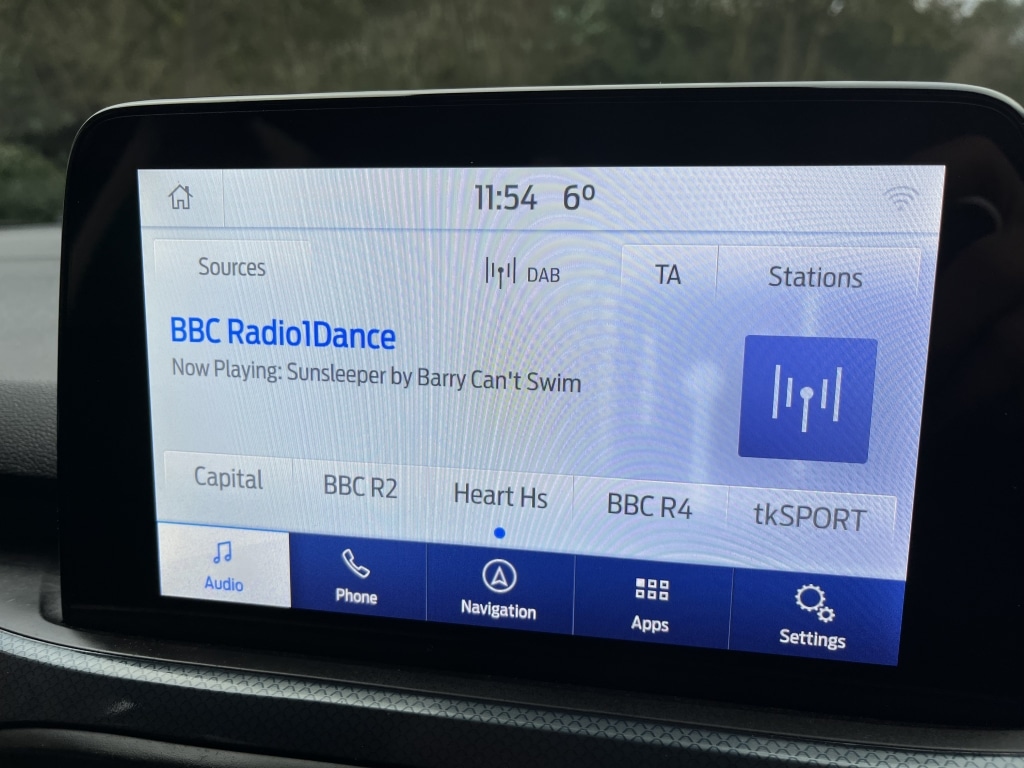 11:54 6º
Sources DAB TA Stations
BBC Radio1Dance
Now Playing: Sunsleeper by Barry Can't Swim
Capital BBC R2 Heart Hs BBC R4 tkSPORT
Audio Phone Navigation Apps Settings